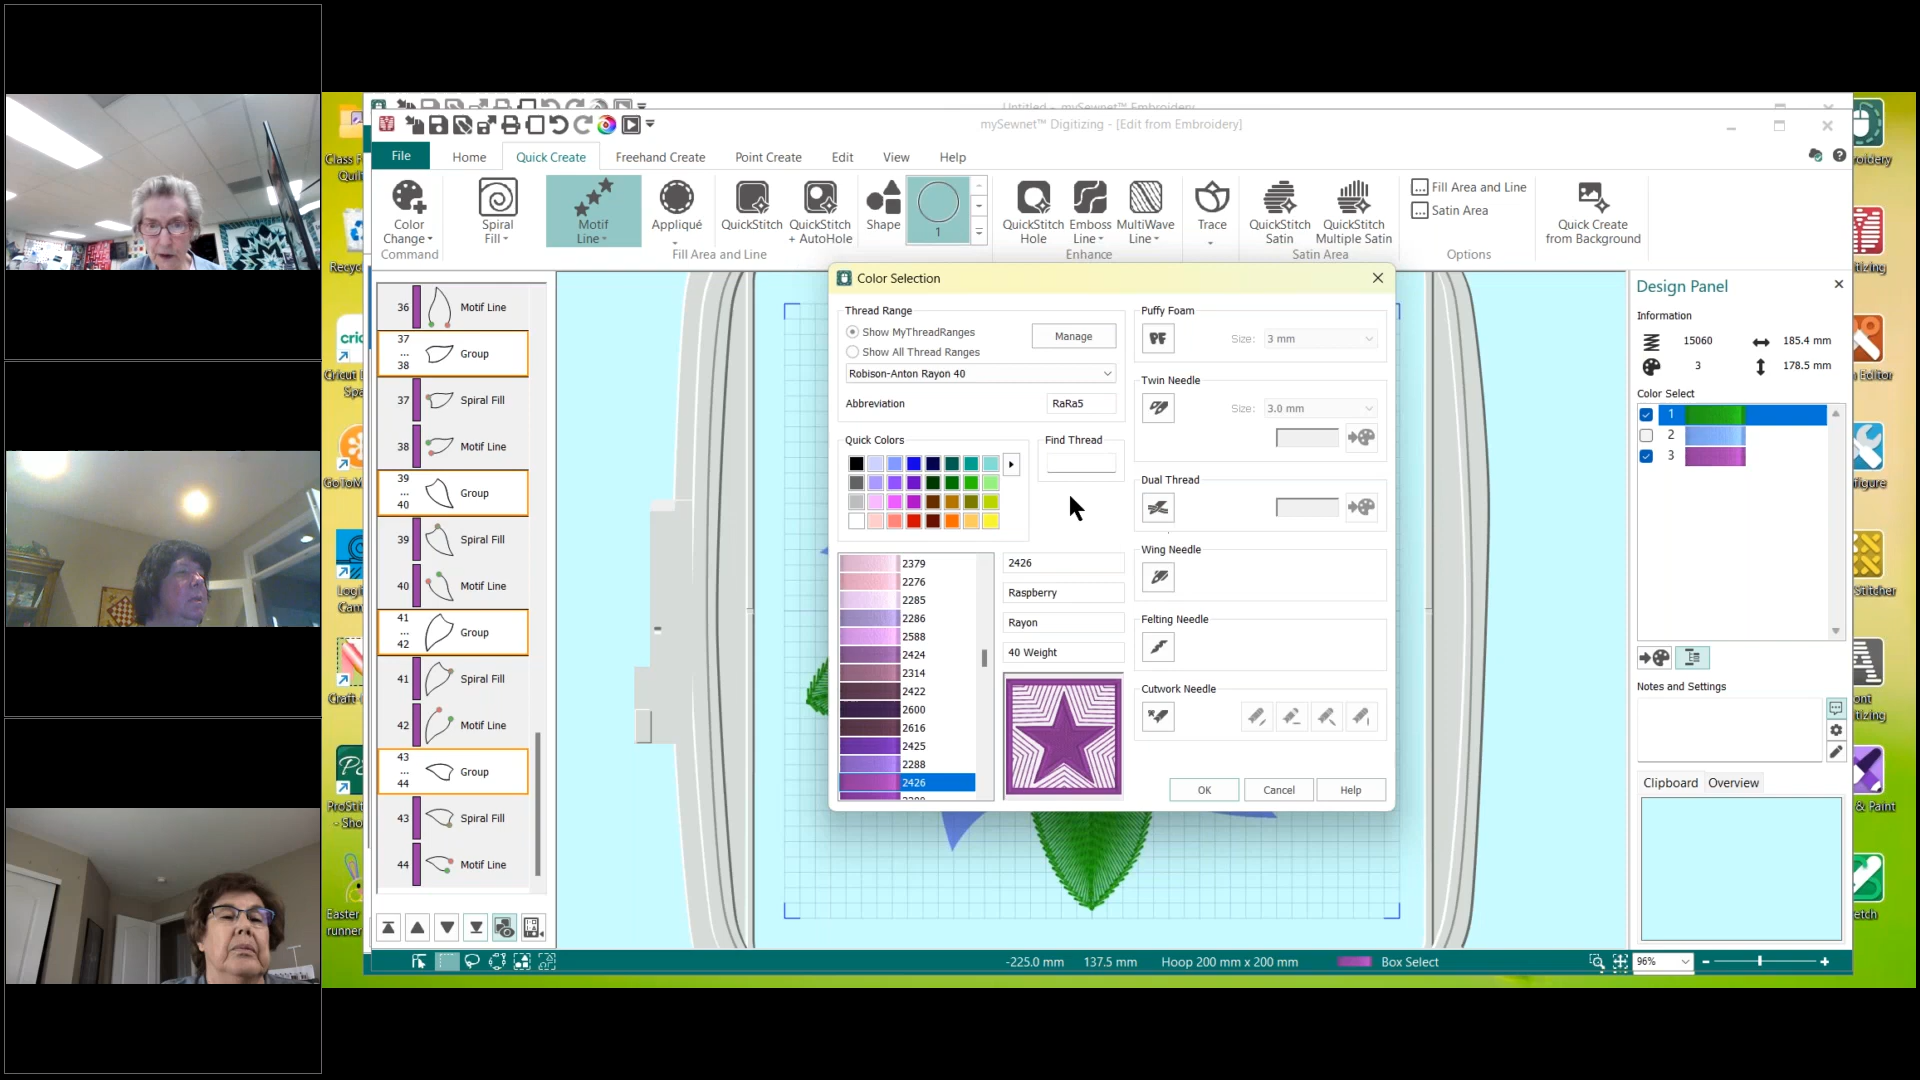 Untitled - mySewnet™ Embroidery
mySewnet™ Digitizing - [Edit from Embroidery]
File
Home
Quick Create
Freehand Create
Point Create
Edit
View
Help
Color
Change
Spiral
Fill
Motif
Line
Appliqué
QuickStitch
QuickStitch
+ AutoHole
Shape
1
QuickStitch
Hole
Emboss
Line
MultiWave
Line
Trace
QuickStitch
Satin
QuickStitch
Multiple Satin
Fill Area and Line
Satin Area
Quick Create
from Background
Command
Fill Area and Line
Enhance
Satin Area
Options
36 Motif Line
37
...
38
Group
37 Spiral Fill
38 Motif Line
39
...
40
Group
39 Spiral Fill
40 Motif Line
41
...
42
Group
41 Spiral Fill
42 Motif Line
43
...
44
Group
43 Spiral Fill
44 Motif Line
Color Selection
Thread Range
Show MyThreadRanges
Manage
Show All Thread Ranges
Robison-Anton Rayon 40
Abbreviation
RaRa5
Quick Colors
Find Thread
2379
2276
2285
2286
2588
2424
2314
2422
2600
2616
2425
2288
2426
2426
Raspberry
Rayon
40 Weight
Puffy Foam
Size: 3 mm
Twin Needle
Size: 3.0 mm
Dual Thread
Wing Needle
Felting Needle
Cutwork Needle
OK
Cancel
Help
Design Panel
Information
15060
185.4 mm
3
178.5 mm
Color Select
1
2
3
Notes and Settings
Clipboard
Overview
-225.0 mm
137.5 mm
Hoop 200 mm x 200 mm
Box Select
96%